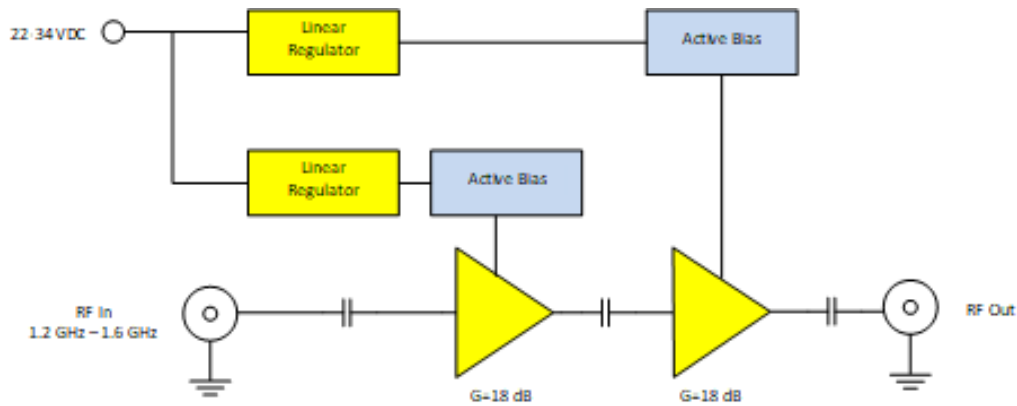 22-34 VDC
Linear
Regulator
Active Bias
Linear
Regulator
Active Bias
RF In
1.2 GHz – 1.6 GHz
RF Out
G=18 dB
G=18 dB